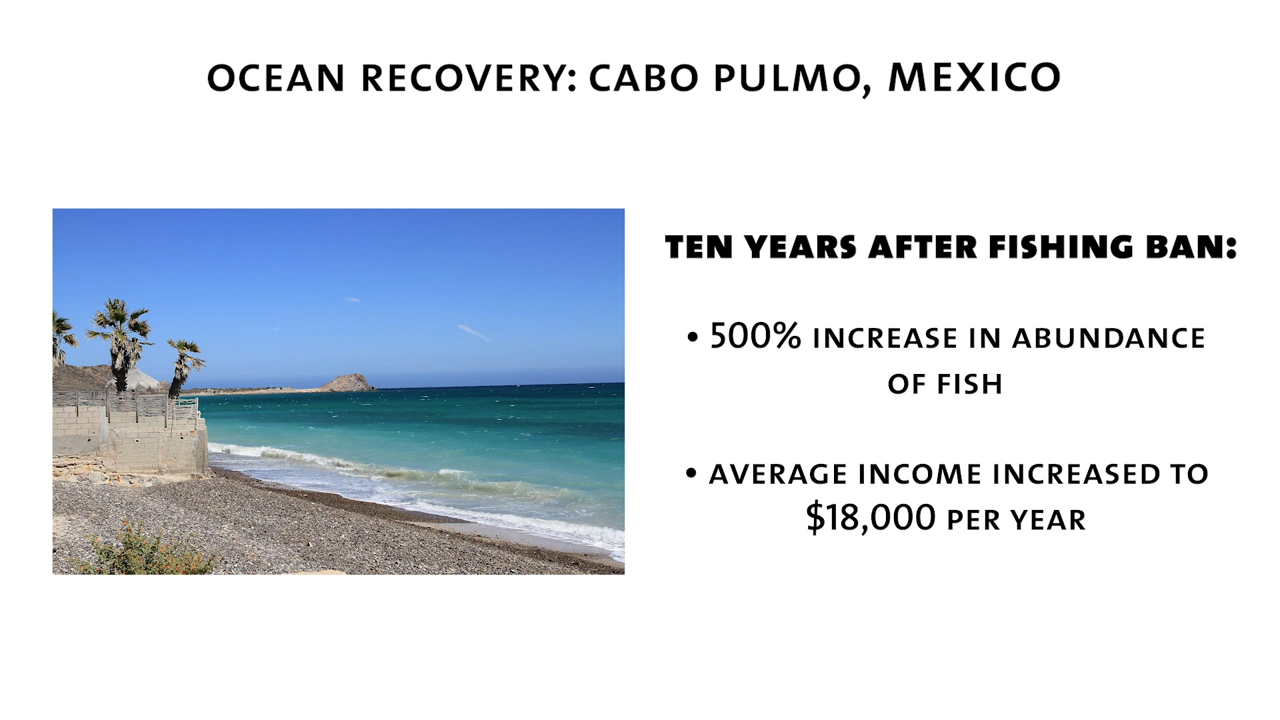 OCEAN RECOVERY: CABO PULMO, MEXICO
TEN YEARS AFTER FISHING BAN:
• 500% INCREASE IN ABUNDANCE
OF FISH
• AVERAGE INCOME INCREASED TO
$18,000 PER YEAR